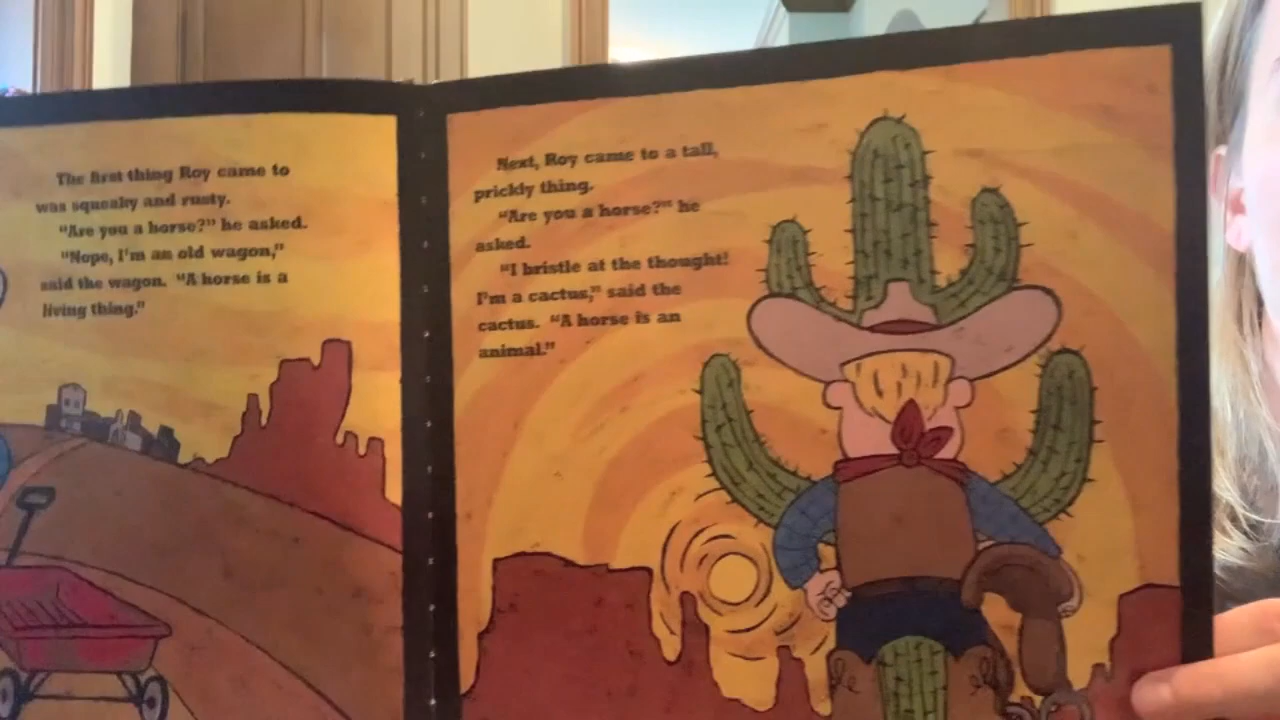 The first thing Roy came to
was squeaky and rusty.
"Are you a horse?" he asked.
"Nope, I'm an old wagon,"
said the wagon. "A horse is a
living thing."
Next, Roy came to a tall,
prickly thing.
"Are you a horse?" he
asked.
"I bristle at the thought!
I'm a cactus," said the
cactus. "A horse is an
animal."